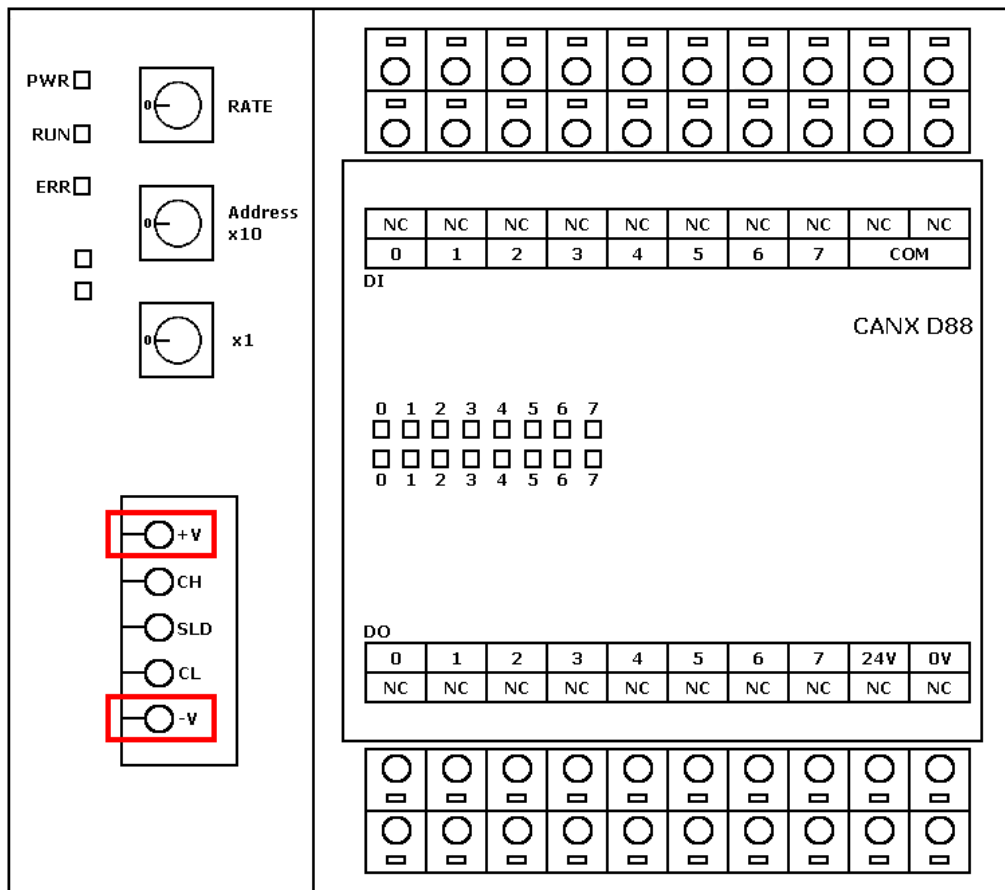 PWR
0 RATE
RUN
ERR
0 Address
x10
0 x1
+V
CH
SLD
CL
-V
NC NC NC NC NC NC NC NC NC NC
0 1 2 3 4 5 6 7 COM
DI
CANX D88
0 1 2 3 4 5 6 7
0 1 2 3 4 5 6 7
DO
0 1 2 3 4 5 6 7 24V 0V
NC NC NC NC NC NC NC NC NC NC